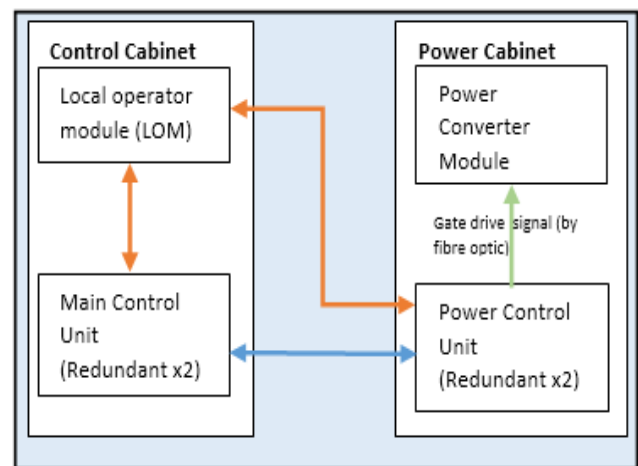 Control Cabinet
Local operator
module (LOM)
Main Control
Unit
(Redundant x2)
Power Cabinet
Power
Converter
Module
Gate drive signal (by
fibre optic)
Power Control
Unit
(Redundant x2)